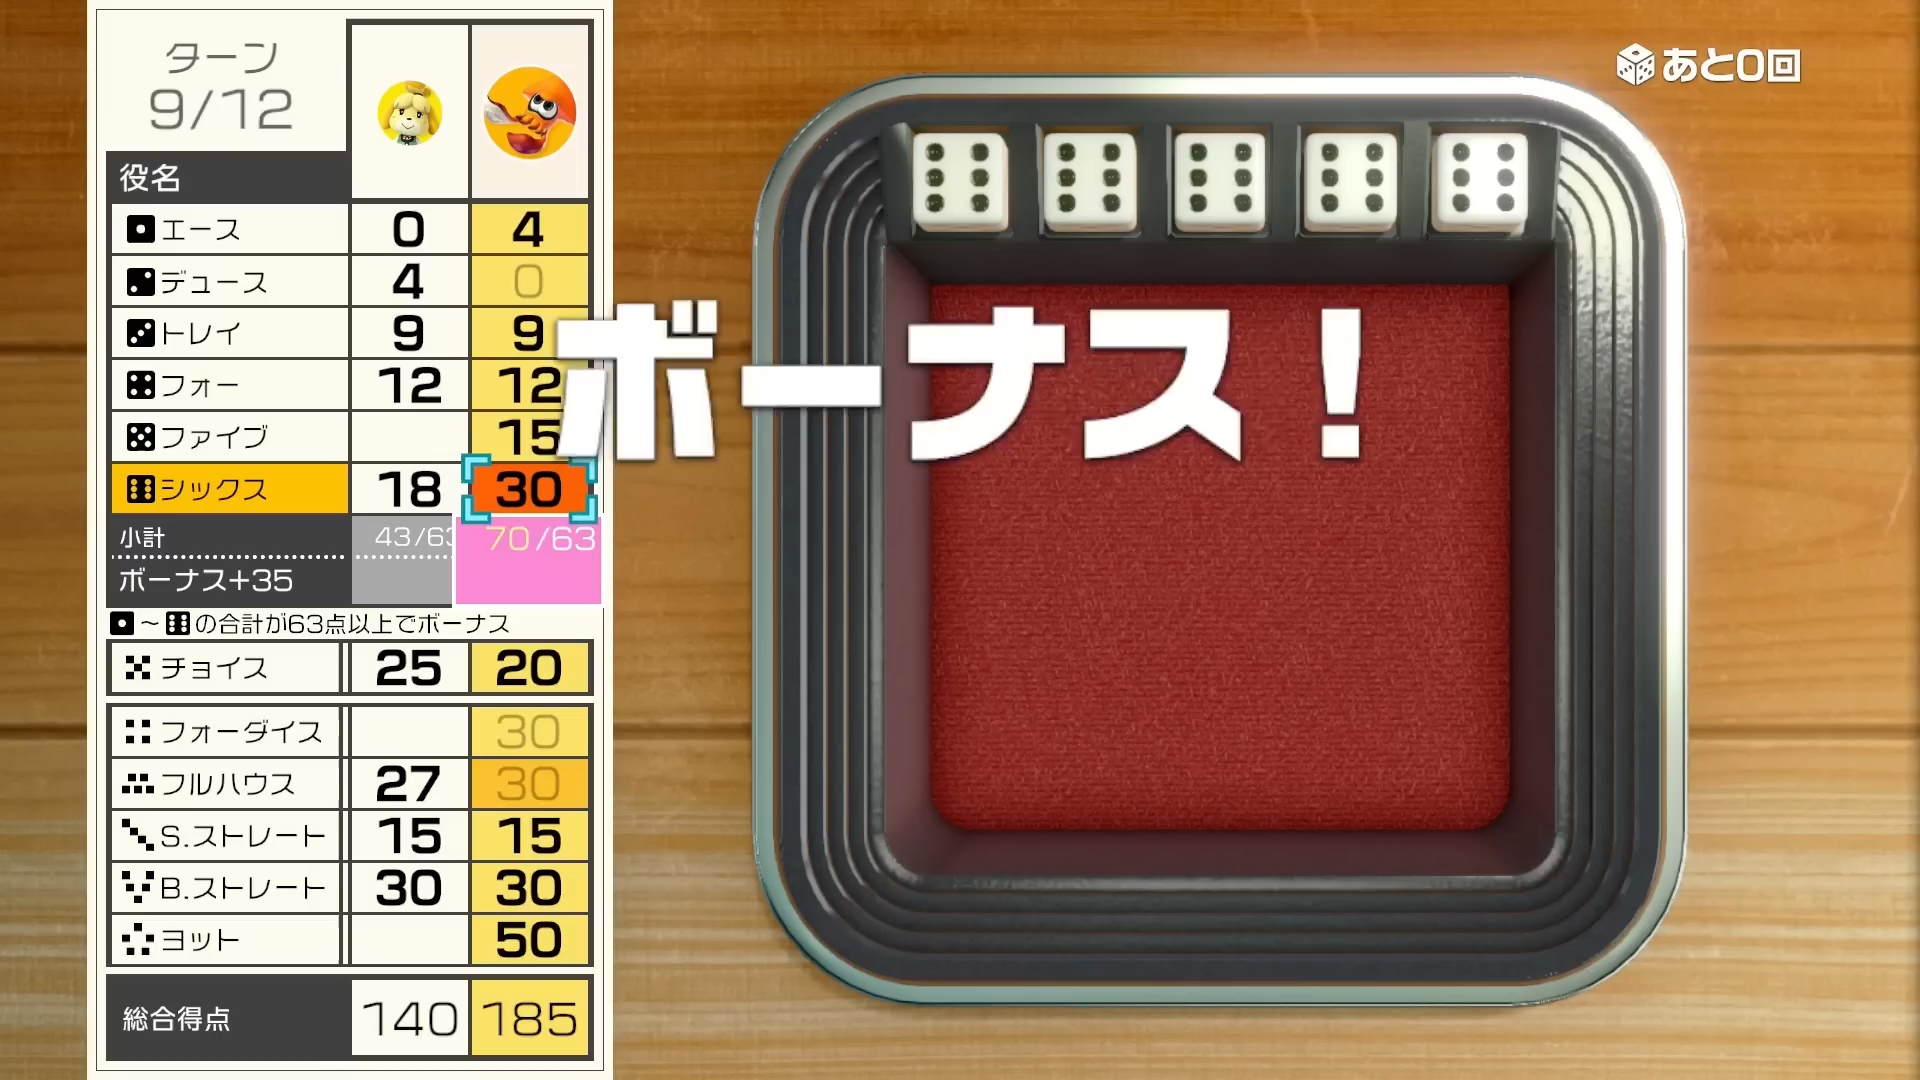 ターン
9/12
あと0回
役名
エース 0 4
デュース 4 0
トレイ 9 9
フォー 12 12
ファイブ 15
シックス 18 30
小計 43/63 70/63
ボーナス+35
ボーナス！
～ の合計が63点以上でボーナス
チョイス 25 20
フォーダイス 30
フルハウス 27 30
S.ストレート 15 15
B.ストレート 30 30
ヨット 50
総合得点 140 185